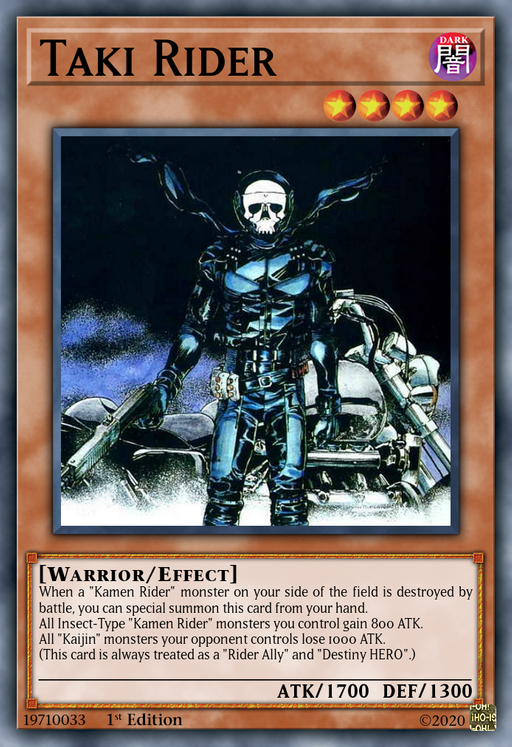 TAKI RIDER
DARK
闇
[WARRIOR/EFFECT]
When a "Kamen Rider" monster on your side of the field is destroyed by
battle, you can special summon this card from your hand.
All Insect-Type "Kamen Rider" monsters you control gain 800 ATK.
All "Kaijin" monsters your opponent controls lose 1000 ATK.
(This card is always treated as a "Rider Ally" and "Destiny HERO".)
ATK/1700 DEF/1300
19710033 1st Edition ©2020